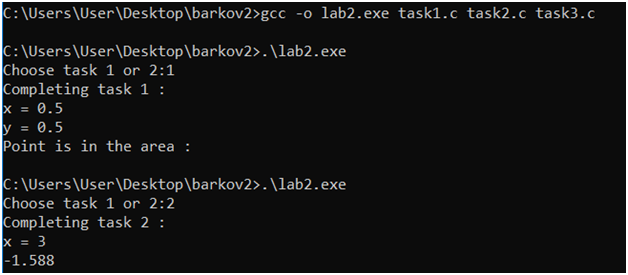 C:\Users\User\Desktop\barkov2>gcc -o lab2.exe task1.c task2.c task3.c
C:\Users\User\Desktop\barkov2>.\lab2.exe
Choose task 1 or 2:1
Completing task 1 :
x = 0.5
y = 0.5
Point is in the area :
C:\Users\User\Desktop\barkov2>.\lab2.exe
Choose task 1 or 2:2
Completing task 2 :
x = 3
-1.588